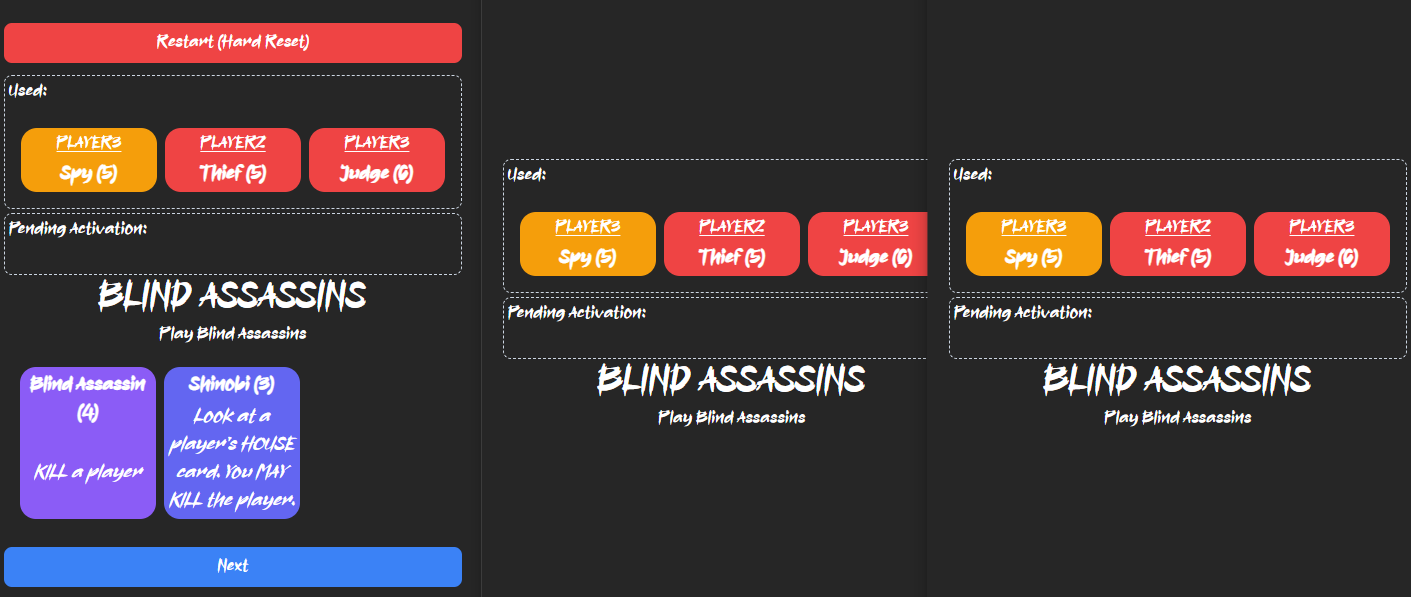 Restart (Hard Reset)
Used:
PLAYER3
Spy (5)
PLAYER2
Thief (5)
PLAYER3
Judge (6)
Pending Activation:
BLIND ASSASSINS
Play Blind Assassins
Blind Assassin
(4)
KILL a player
Shinobi (3)
Look at a
player's HOUSE
card. You MAY
KILL the player.
Next
Used:
PLAYER3
Spy (5)
PLAYER2
Thief (5)
PLAYER3
Judge (6)
Pending Activation:
BLIND ASSASSINS
Play Blind Assassins
Used:
PLAYER3
Spy (5)
PLAYER2
Thief (5)
PLAYER3
Judge (6)
Pending Activation:
BLIND ASSASSINS
Play Blind Assassins